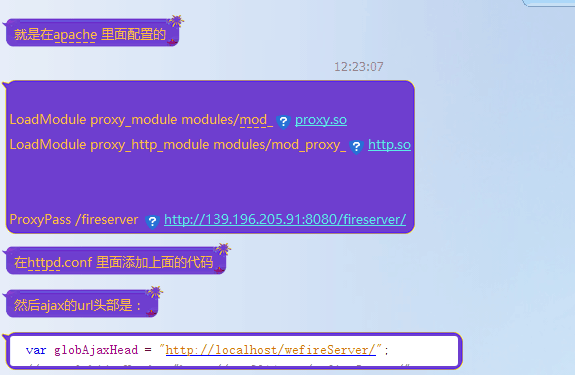 就是在apache 里面配置的
12:23:07
LoadModule proxy_module modules/mod_ proxy.so
LoadModule proxy_http_module modules/mod_proxy_ http.so
ProxyPass /fireserver http://139.196.205.91:8080/fireserver/
在httpd.conf 里面添加上面的代码
然后ajax的url头部是：
var globAjaxHead = "http://localhost/wefireServer/";